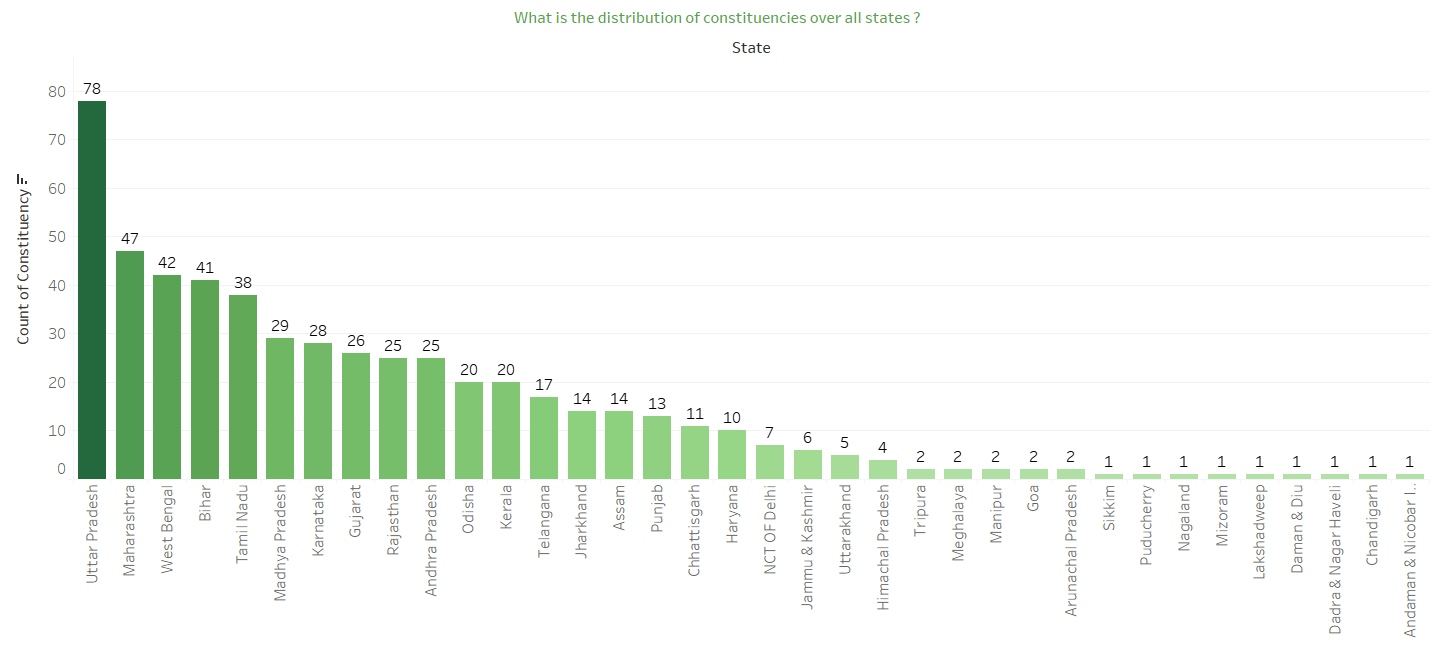 What is the distribution of constituencies over all states ?
State
Count of Constituency
80
70
60
50
40
30
20
10
0
78
47
42
41
38
29
28
26
25
25
20
20
17
14
14
13
11
10
7
6
5
4
2
2
2
2
2
1
1
1
1
1
1
1
1
1
Uttar Pradesh
Maharashtra
West Bengal
Bihar
Tamil Nadu
Madhya Pradesh
Karnataka
Gujarat
Rajasthan
Andhra Pradesh
Odisha
Kerala
Telangana
Jharkhand
Assam
Punjab
Chhattisgarh
Haryana
NCT OF Delhi
Jammu & Kashmir
Uttarakhand
Himachal Pradesh
Tripura
Meghalaya
Manipur
Goa
Arunachal Pradesh
Sikkim
Puducherry
Nagaland
Mizoram
Lakshadweep
Daman & Diu
Dadra & Nagar Haveli
Chandigarh
Andaman & Nicobar I..